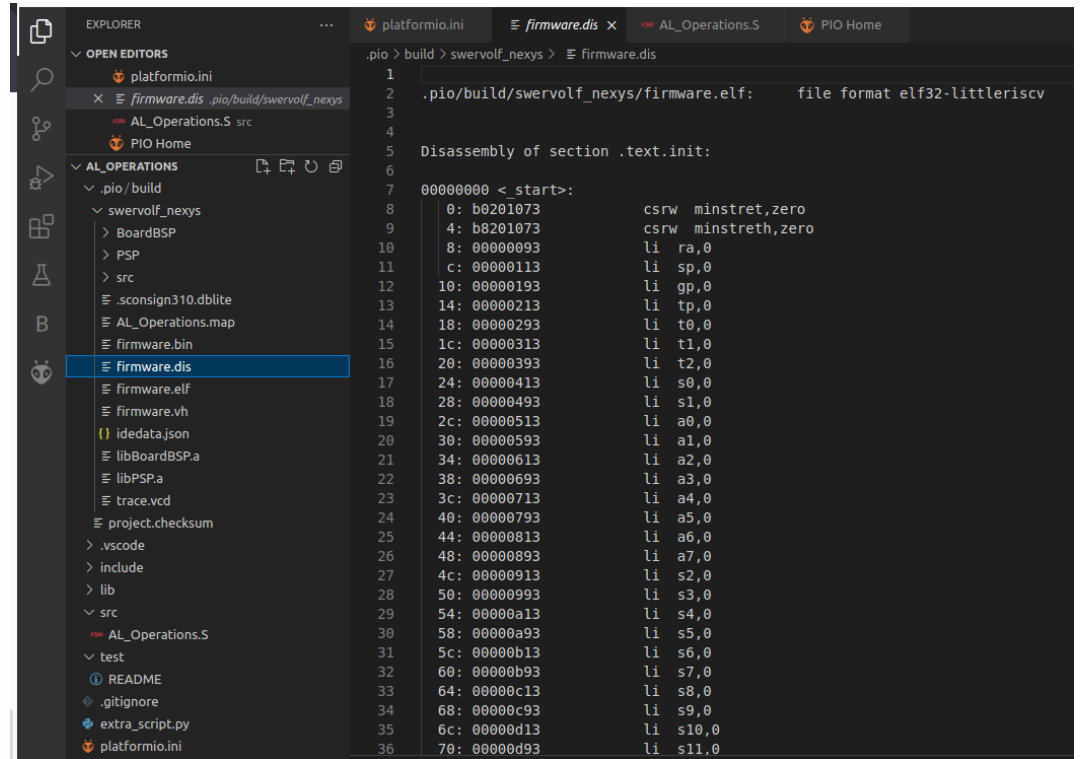 EXPLORER
···
OPEN EDITORS
platformio.ini
firmware.dis .pio/build/swervolf_nexys
ASM AL_Operations.S src
PIO Home
AL_OPERATIONS
.pio/build
swervolf_nexys
BoardBSP
PSP
src
.sconsign310.dblite
AL_Operations.map
firmware.bin
firmware.dis
firmware.elf
firmware.vh
{} idedata.json
libBoardBSP.a
libPSP.a
trace.vcd
project.checksum
.vscode
include
lib
src
ASM AL_Operations.S
test
README
.gitignore
extra_script.py
platformio.ini
platformio.ini firmware.dis ASM AL_Operations.S PIO Home
.pio > build > swervolf_nexys > firmware.dis
1
2 .pio/build/swervolf_nexys/firmware.elf: file format elf32-littleriscv
3
4
5 Disassembly of section .text.init:
6
7 00000000 <_start>:
8 0: b0201073 csrw minstret,zero
9 4: b8201073 csrw minstreth,zero
10 8: 00000093 li ra,0
11 c: 00000113 li sp,0
12 10: 00000193 li gp,0
13 14: 00000213 li tp,0
14 18: 00000293 li t0,0
15 1c: 00000313 li t1,0
16 20: 00000393 li t2,0
17 24: 00000413 li s0,0
18 28: 00000493 li s1,0
19 2c: 00000513 li a0,0
20 30: 00000593 li a1,0
21 34: 00000613 li a2,0
22 38: 00000693 li a3,0
23 3c: 00000713 li a4,0
24 40: 00000793 li a5,0
25 44: 00000813 li a6,0
26 48: 00000893 li a7,0
27 4c: 00000913 li s2,0
28 50: 00000993 li s3,0
29 54: 00000a13 li s4,0
30 58: 00000a93 li s5,0
31 5c: 00000b13 li s6,0
32 60: 00000b93 li s7,0
33 64: 00000c13 li s8,0
34 68: 00000c93 li s9,0
35 6c: 00000d13 li s10,0
36 70: 00000d93 li s11,0